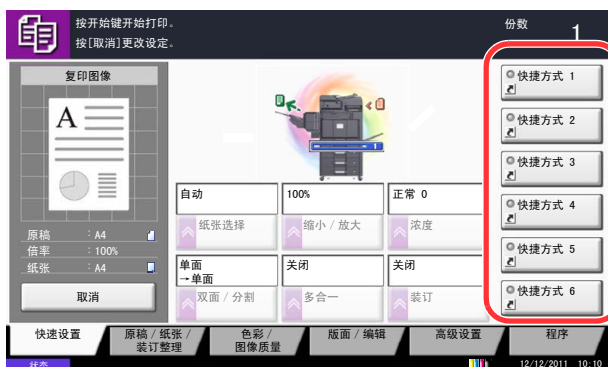 按开始键开始打印。
按[取消]更改设定。
份数
1
复印图像
A
原稿 : A4
倍率 : 100%
纸张 : A4
取消
1
自动
100%
正常 0
纸张选择
缩小 / 放大
浓度
单面
→单面
关闭
关闭
双面 / 分割
多合一
装订
快捷方式 1
快捷方式 2
快捷方式 3
快捷方式 4
快捷方式 5
快捷方式 6
快速设置
原稿 / 纸张 /
装订整理
色彩 /
图像质量
版面 / 编辑
高级设置
程序
状态
12/12/2011 10:10